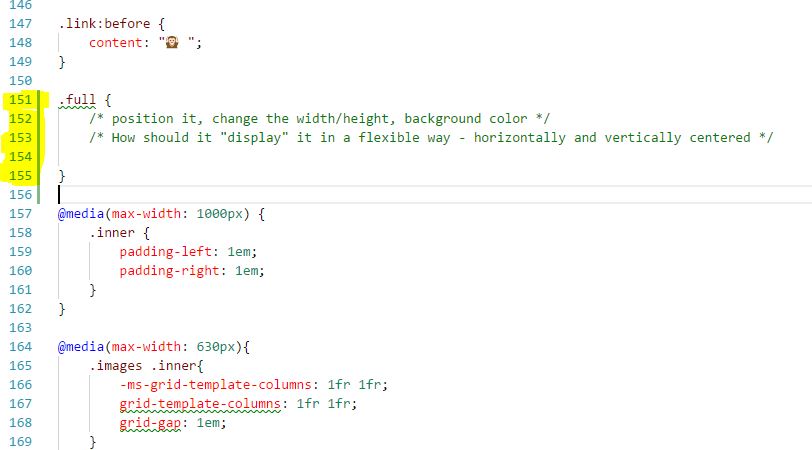 146
147 .link:before {
148 content: "🙆 ";
149 }
150
151 .full {
152 /* position it, change the width/height, background color */
153 /* How should it "display" it in a flexible way - horizontally and vertically centered */
154
155 }
156
157 @media(max-width: 1000px) {
158 .inner {
159 padding-left: 1em;
160 padding-right: 1em;
161 }
162 }
163
164 @media(max-width: 630px){
165 .images .inner{
166 -ms-grid-template-columns: 1fr 1fr;
167 grid-template-columns: 1fr 1fr;
168 grid-gap: 1em;
169 }